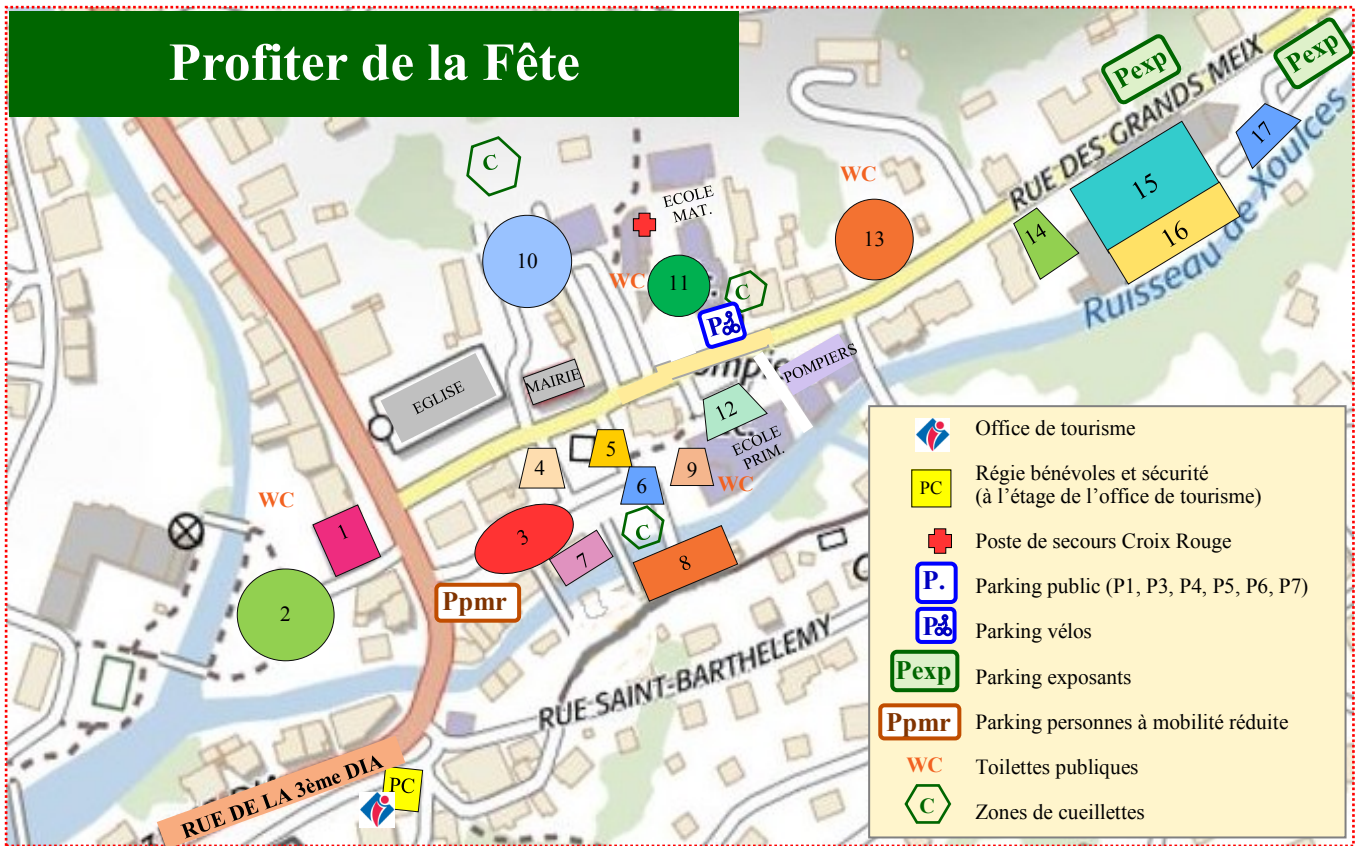 Profiter de la Fête
Pexp
Pexp
RUE DES GRANDS MEIX
17
15
16
14
Ruisseau de Xoulces
C
WC
ECOLE
MAT.
13
10
WC
11
C
P
POMPIERS
MAIRIE
EGLISE
12
ECOLE
PRIM.
5
4
6
9
WC
WC
1
3
C
7
8
2
Ppmr
RUE SAINT-BARTHELEMY
RUE DE LA 3ème DIA
PC
Office de tourisme
PC
Régie bénévoles et sécurité
(à l’étage de l’office de tourisme)
Poste de secours Croix Rouge
P.
Parking public (P1, P3, P4, P5, P6, P7)
P
Parking vélos
Pexp
Parking exposants
Ppmr
Parking personnes à mobilité réduite
WC
Toilettes publiques
C
Zones de cueillettes